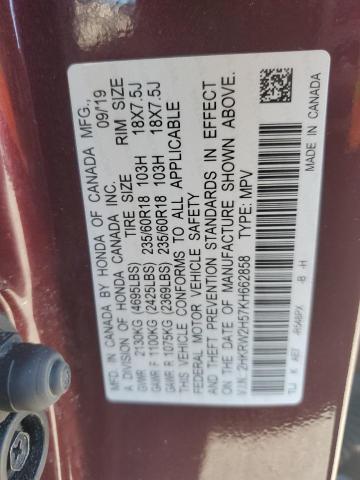 MFD. IN CANADA BY HONDA OF CANADA MFG., 09/19
A DIVISION OF HONDA CANADA INC. TIRE SIZE RIM SIZE
GVWR 2130KG (4695LBS)
GAWR F 1100KG (2425LBS) 235/60R18 103H 18X7.5J
GAWR R 1075KG (2369LBS) 235/60R18 103H 18X7.5J
THIS VEHICLE CONFORMS TO ALL APPLICABLE
FEDERAL MOTOR VEHICLE SAFETY AND
THEFT PREVENTION STANDARDS IN EFFECT
ON THE DATE OF MANUFACTURE SHOWN ABOVE.
V.I.N.: 2HKRW2H57KH662858 TYPE: MPV
MADE IN CANADA
-B -H